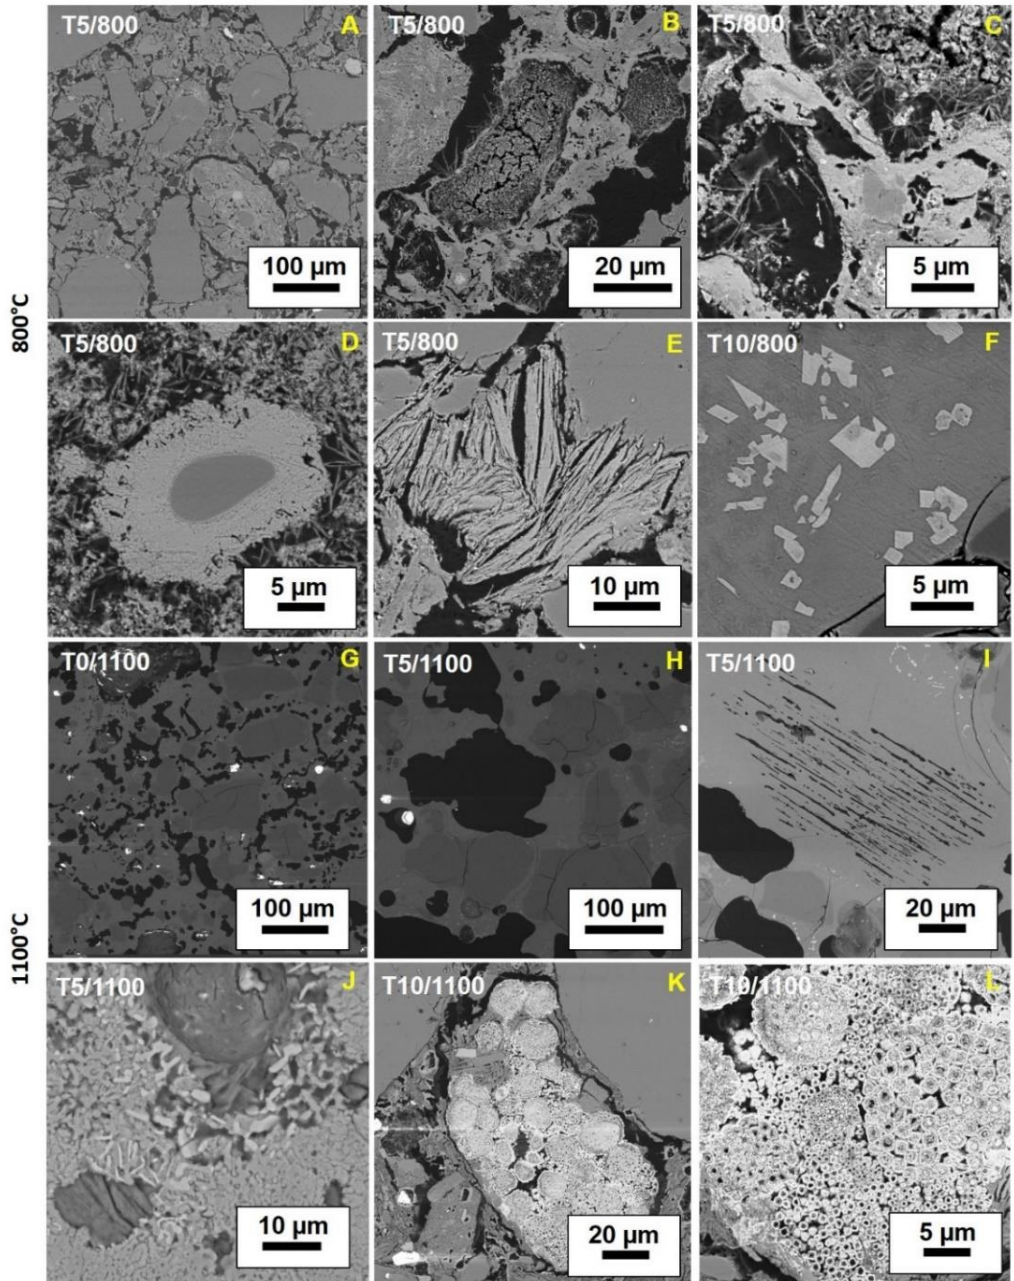 T5/800 A
T5/800 B
T5/800 C
100 µm
20 µm
5 µm
800°C
T5/800 D
T5/800 E
T10/800 F
5 µm
10 µm
5 µm
T0/1100 G
T5/1100 H
T5/1100 I
100 µm
100 µm
20 µm
1100°C
T5/1100 J
T10/1100 K
T10/1100 L
10 µm
20 µm
5 µm